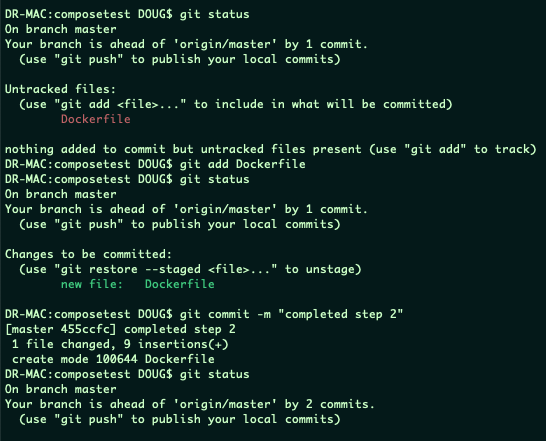 DR-MAC:composetest DOUG$ git status
On branch master
Your branch is ahead of 'origin/master' by 1 commit.
  (use "git push" to publish your local commits)

Untracked files:
  (use "git add <file>..." to include in what will be committed)
        Dockerfile

nothing added to commit but untracked files present (use "git add" to track)
DR-MAC:composetest DOUG$ git add Dockerfile
DR-MAC:composetest DOUG$ git status
On branch master
Your branch is ahead of 'origin/master' by 1 commit.
  (use "git push" to publish your local commits)

Changes to be committed:
  (use "git restore --staged <file>..." to unstage)
        new file:   Dockerfile

DR-MAC:composetest DOUG$ git commit -m "completed step 2"
[master 455ccfc] completed step 2
 1 file changed, 9 insertions(+)
 create mode 100644 Dockerfile
DR-MAC:composetest DOUG$ git status
On branch master
Your branch is ahead of 'origin/master' by 2 commits.
  (use "git push" to publish your local commits)